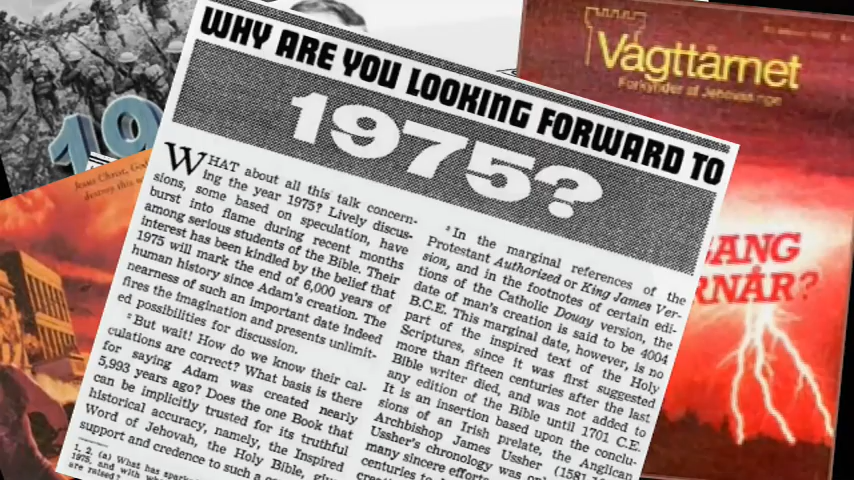 WHY ARE YOU LOOKING FORWARD TO
1975?
WHAT about all this talk concern-
ing the year 1975? Lively discus-
sions, some based on speculation, have
burst into flame during recent months
among serious students of the Bible. Their
interest has been kindled by the belief that
1975 will mark the end of 6,000 years of
human history since Adam's creation. The
nearness of such an important date indeed
fires the imagination and presents unlimit-
ed possibilities for discussion.
² But wait! How do we know their cal-
culations are correct? What basis is there
for saying Adam was created nearly
5,993 years ago? Does the one Book that
can be implicitly trusted for its truthful
historical accuracy, namely, the Inspired
Word of Jehovah, the Holy Bible, give
support and credence to such a
1, 2. (a) What has
1975, and with
are raised?
³ In the marginal references of the
Protestant Authorized or King James Ver-
sion, and in the footnotes of certain edi-
tions of the Catholic Douay version, the
date of man's creation is said to be 4004
B.C.E. This marginal date, however, is no
part of the inspired text of the Holy
Scriptures, since it was first suggested
more than fifteen centuries after the last
Bible writer died, and was not added to
any edition of the Bible until 1701 C.E.
It is an insertion based upon the conclu-
sions of an Irish prelate, the Anglican
Archbishop James Ussher (1581-
Ussher's chronology was
many sincere
centuries to
19
Jesus Christ,
destroy this
Vagttårnet
Forkynder af Jehovas rige
GANG
RNÅR?